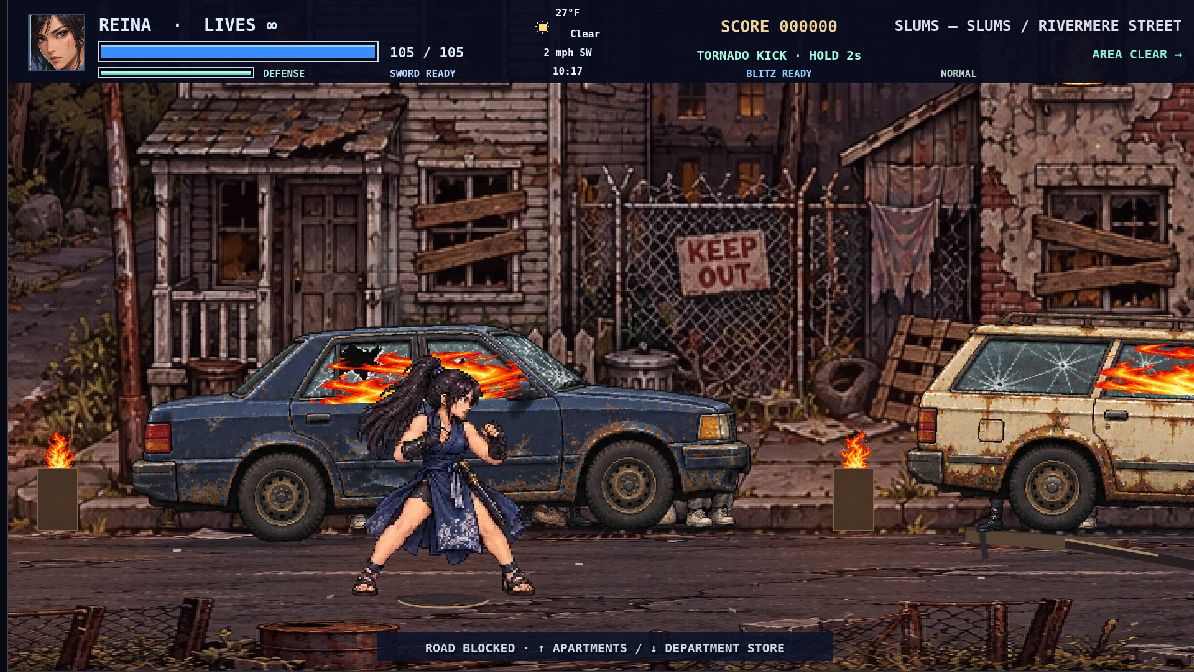 REINA · LIVES ∞
105 / 105
DEFENSE
SWORD READY
27°F
Clear
2 mph SW
10:17
SCORE 000000
TORNADO KICK · HOLD 2s
BLITZ READY
SLUMS — SLUMS / RIVERMERE STREET
AREA CLEAR →
NORMAL
KEEP
OUT
ROAD BLOCKED · ↑ APARTMENTS / ↓ DEPARTMENT STORE